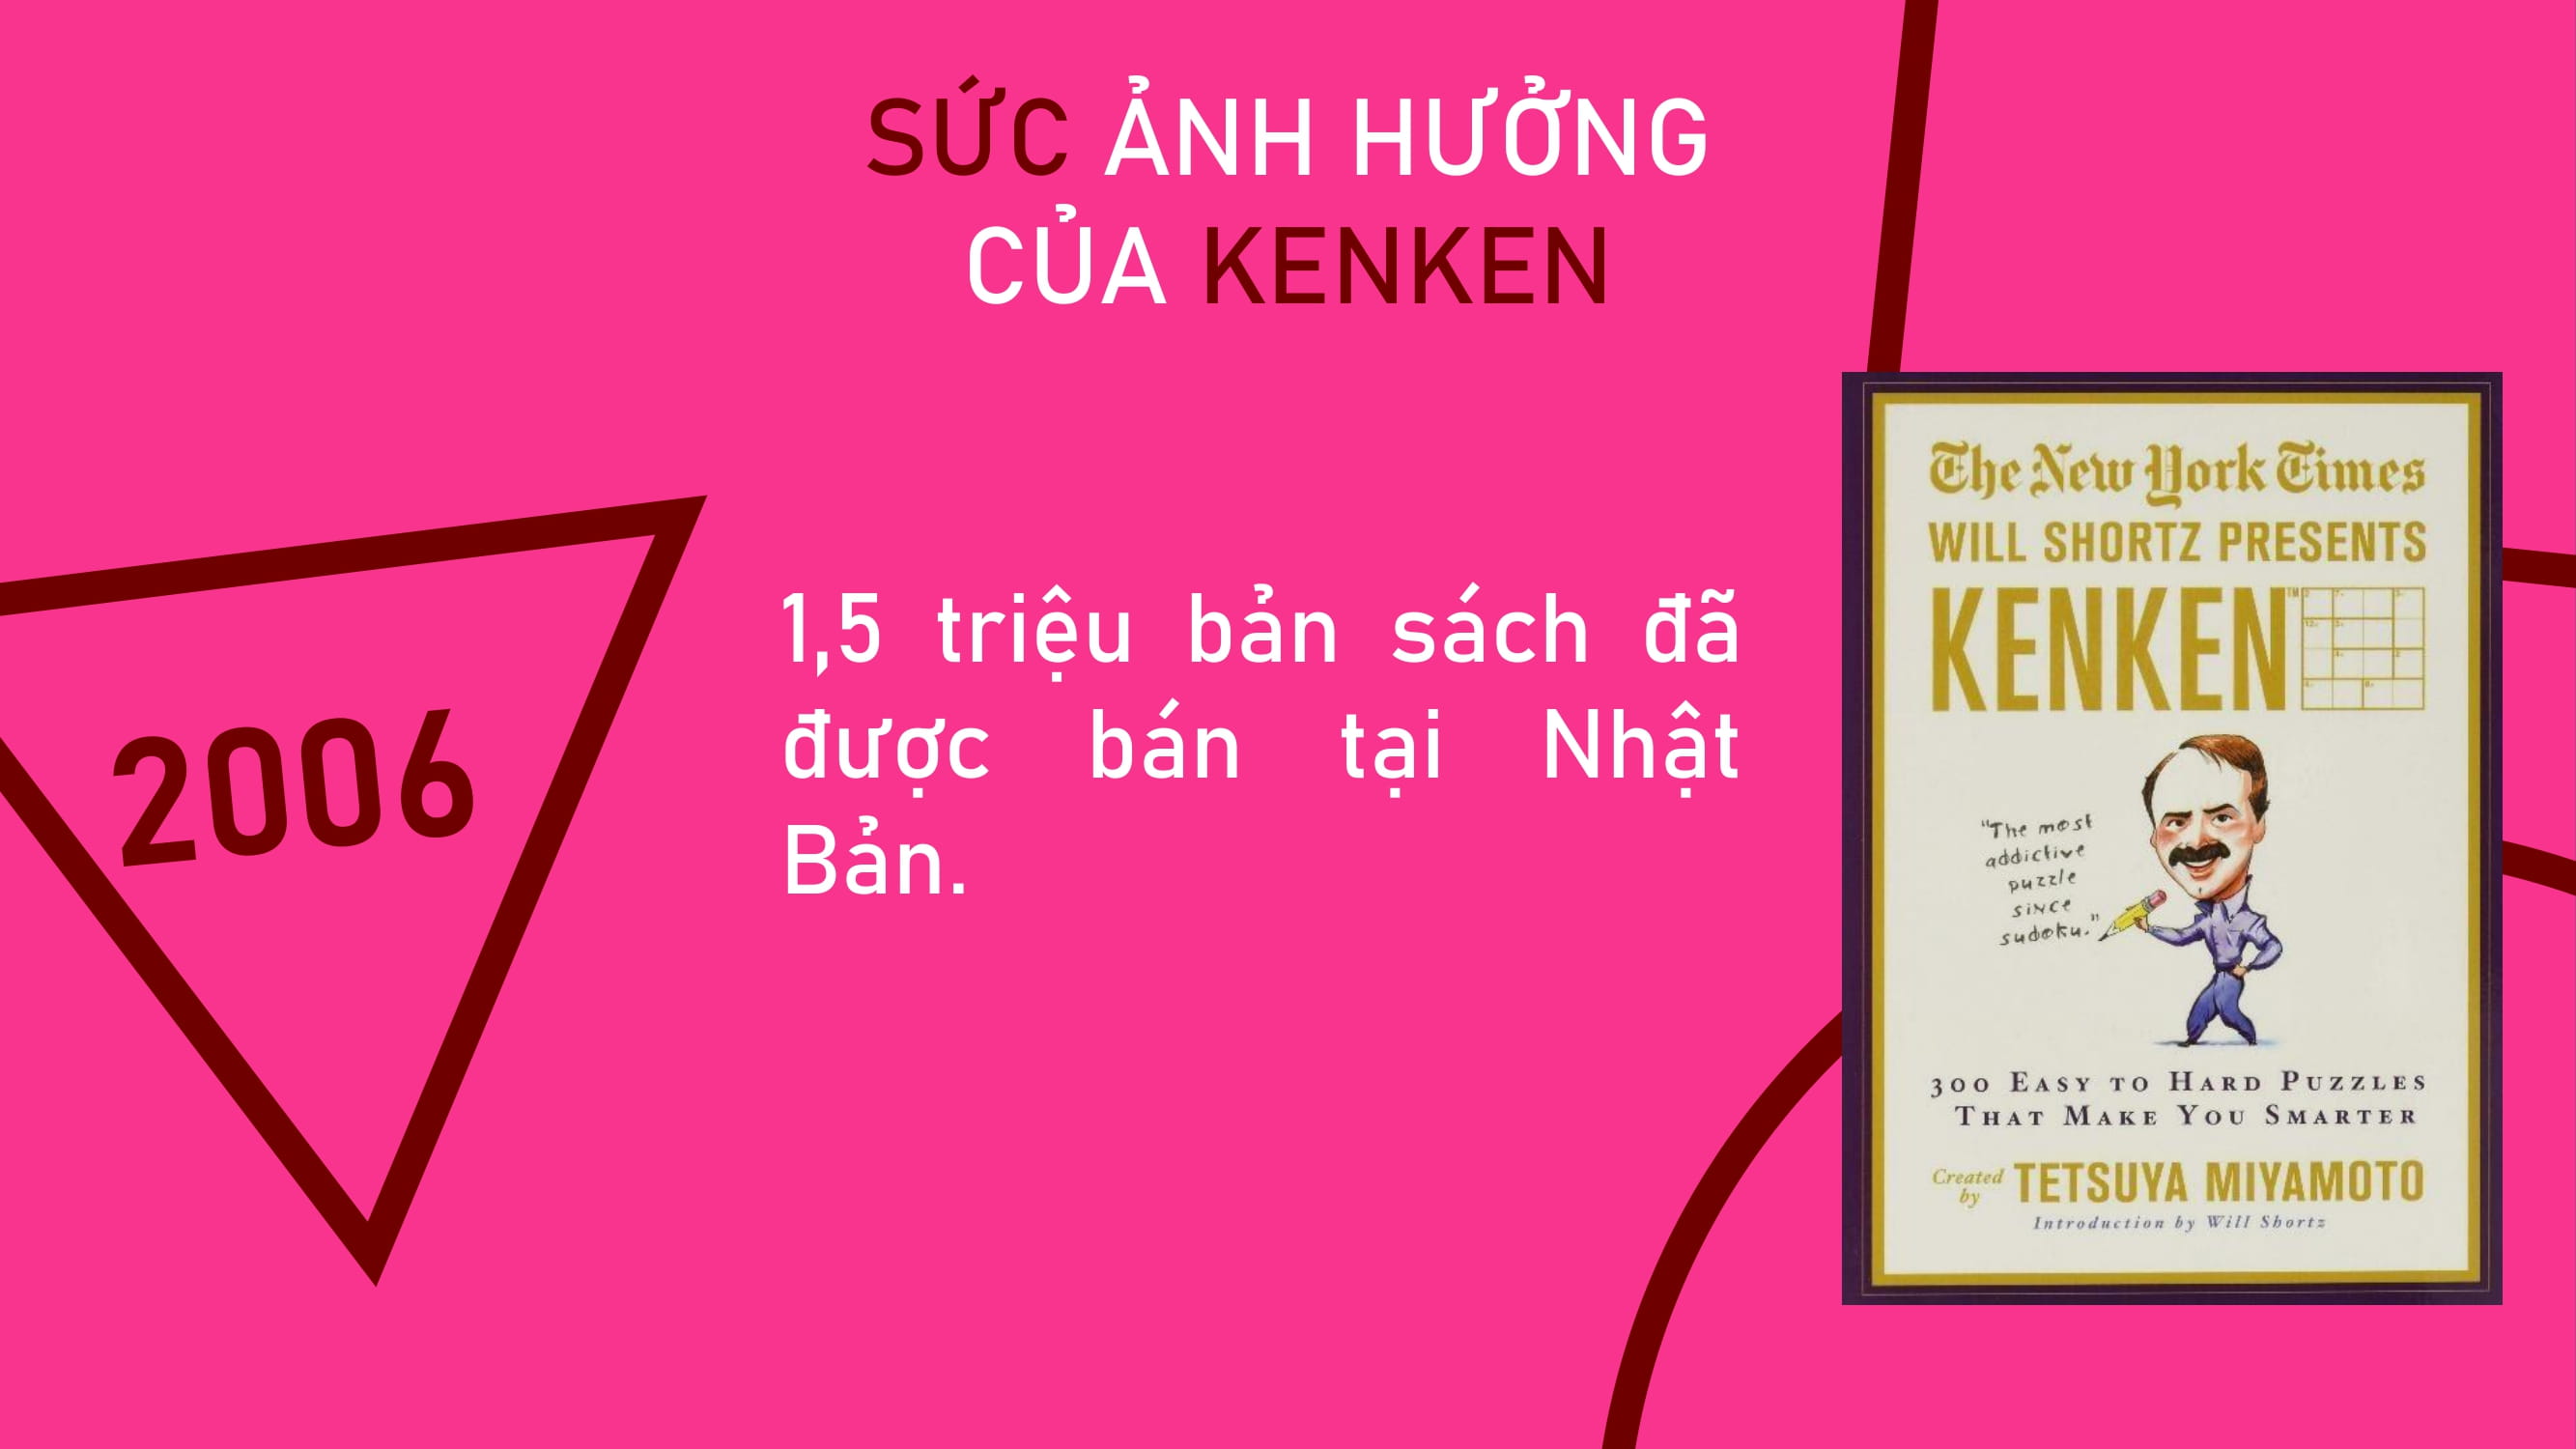 SỨC ẢNH HƯỞNG
CỦA KENKEN
2006
1,5 triệu bản sách đã
được bán tại Nhật
Bản.
The New York Times
WILL SHORTZ PRESENTS
KENKEN™
"The most
addictive
puzzle
since
sudoku."
300 EASY TO HARD PUZZLES
THAT MAKE YOU SMARTER
Created
by
TETSUYA MIYAMOTO
Introduction by Will Shortz